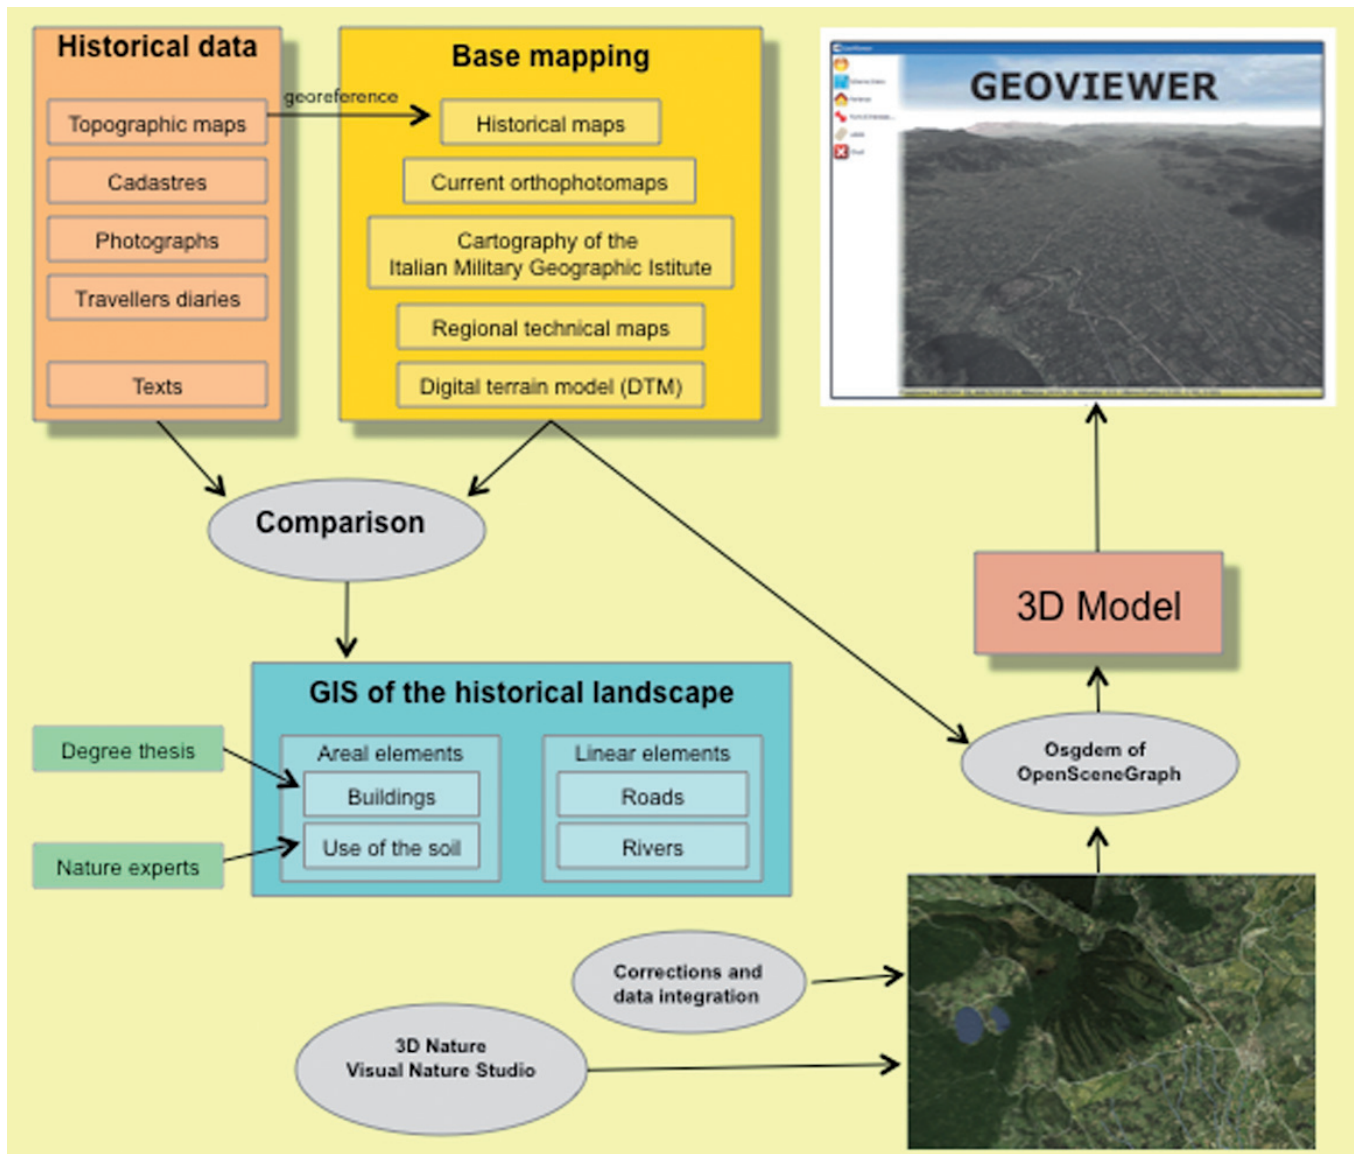 Historical data
Topographic maps
Cadastres
Photographs
Travellers diaries
Texts
georeference
Base mapping
Historical maps
Current orthophotomaps
Cartography of the
Italian Military Geographic Istitute
Regional technical maps
Digital terrain model (DTM)
GEOVIEWER
Comparison
3D Model
GIS of the historical landscape
Areal elements
Buildings
Use of the soil
Linear elements
Roads
Rivers
Degree thesis
Nature experts
Osgdem of
OpenSceneGraph
Corrections and
data integration
3D Nature
Visual Nature Studio